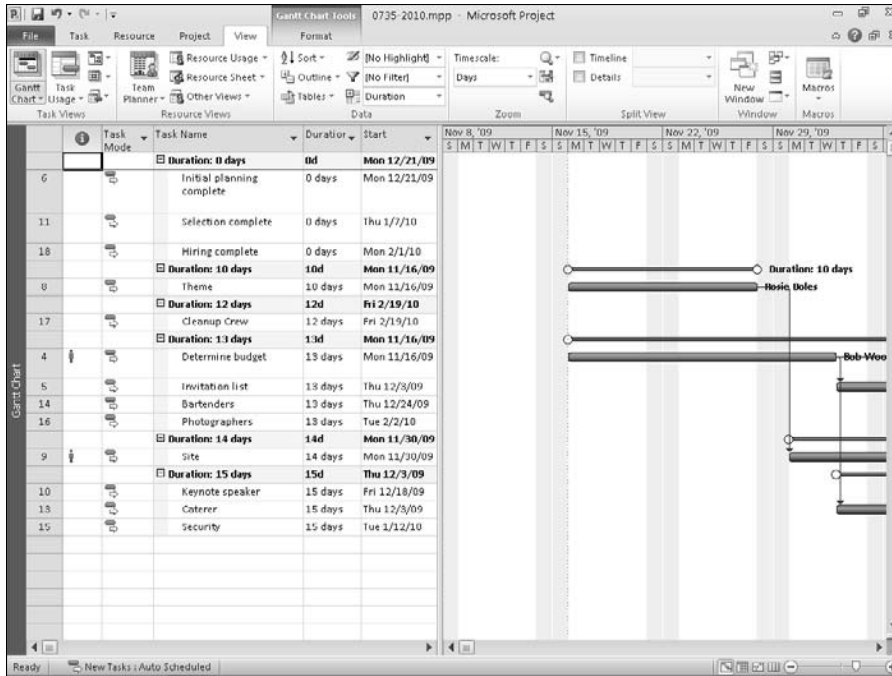 Gantt Chart Tools
0735-2010.mpp - Microsoft Project
File Task Resource Project View Format
Gantt Chart
Task Usage
Task Views
Team Planner
Resource Usage
Resource Sheet
Other Views
Resource Views
Sort
Outline
Tables
[No Highlight]
[No Filter]
Duration
Data
Timescale:
Days
Zoom
Timeline
Details
Split View
New Window
Window
Macros
Macros
Task Mode Task Name Duration Start
Nov 8, '09 Nov 15, '09 Nov 22, '09 Nov 29, '09
S M T W T F S S M T W T F S S M T W T F S S M T W T F S
Duration: 0 days 0d Mon 12/21/09
6 Initial planning complete 0 days Mon 12/21/09
11 Selection complete 0 days Thu 1/7/10
18 Hiring complete 0 days Mon 2/1/10
Duration: 10 days 10d Mon 11/16/09 Duration: 10 days
8 Theme 10 days Mon 11/16/09 Rosie Doles
Duration: 12 days 12d Fri 2/19/10
17 Cleanup Crew 12 days Fri 2/19/10
Duration: 13 days 13d Mon 11/16/09
4 Determine budget 13 days Mon 11/16/09 Bob Woo
5 Invitation list 13 days Thu 12/3/09
14 Bartenders 13 days Thu 12/24/09
16 Photographers 13 days Tue 2/2/10
Duration: 14 days 14d Mon 11/30/09
9 Site 14 days Mon 11/30/09
Duration: 15 days 15d Thu 12/3/09
10 Keynote speaker 15 days Fri 12/18/09
13 Caterer 15 days Thu 12/3/09
15 Security 15 days Tue 1/12/10
Gantt Chart
Ready New Tasks : Auto Scheduled